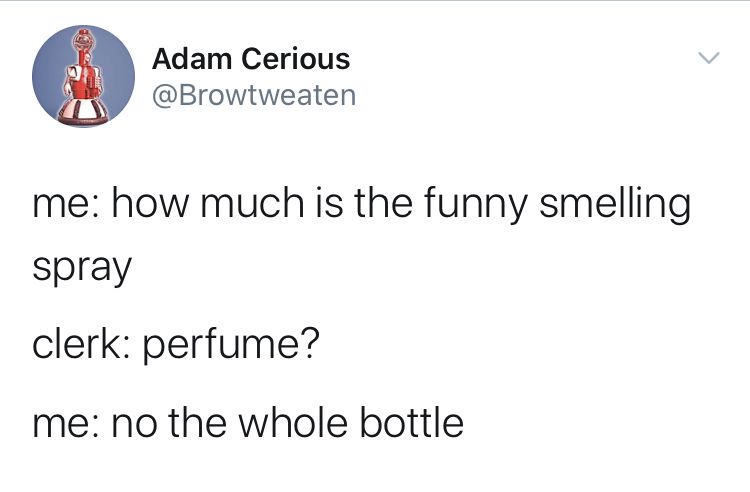 Adam Cerious
@Browtweaten
me: how much is the funny smelling
spray
clerk: perfume?
me: no the whole bottle